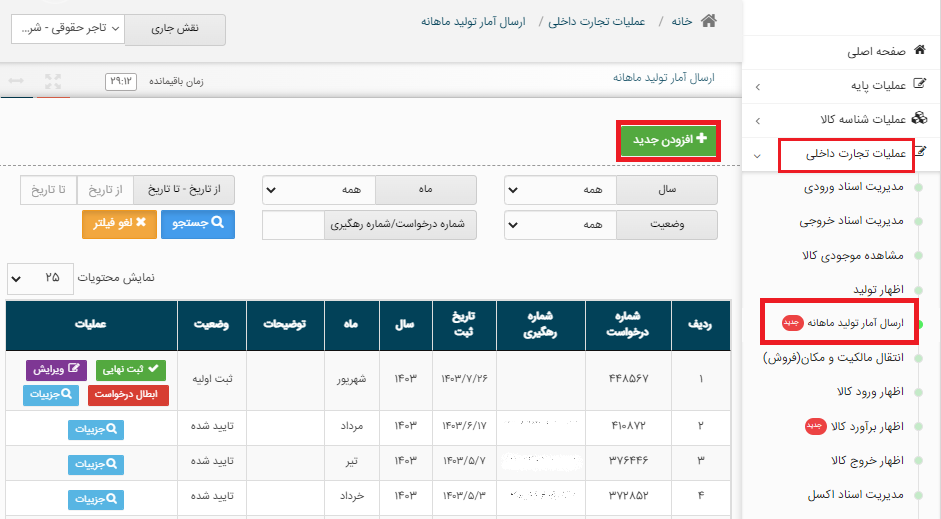 خانه / عملیات تجارت داخلی / ارسال آمار تولید ماهانه
نقش جاری
تاجر حقوقی - شر...
ارسال آمار تولید ماهانه
زمان باقیمانده ۲۹:۱۲
صفحه اصلی
عملیات پایه
عملیات شناسه کالا
عملیات تجارت داخلی
مدیریت اسناد ورودی
مدیریت اسناد خروجی
مشاهده موجودی کالا
اظهار تولید
ارسال آمار تولید ماهانه جدید
انتقال مالکیت و مکان(فروش)
اظهار ورود کالا
اظهار برآورد کالا جدید
اظهار خروج کالا
مدیریت اسناد اکسل
افزودن جدید
سال همه ماه همه از تاریخ - تا تاریخ از تاریخ تا تاریخ
وضعیت همه شماره درخواست/شماره رهگیری جستجو لغو فیلتر
نمایش محتویات ۲۵
ردیف شماره درخواست شماره رهگیری تاریخ ثبت سال ماه توضیحات وضعیت عملیات
۱ ۴۴۸۵۶۷ ۱۴۰۳/۷/۲۶ ۱۴۰۳ شهریور ثبت اولیه ثبت نهایی ویرایش
ابطال درخواست جزییات
۲ ۴۱۰۸۷۲ ۱۴۰۳/۶/۱۷ ۱۴۰۳ مرداد تایید شده جزییات
۳ ۳۷۶۴۴۶ ۱۴۰۳/۵/۷ ۱۴۰۳ تیر تایید شده جزییات
۴ ۳۷۲۸۵۲ ۱۴۰۳/۵/۳ ۱۴۰۳ خرداد تایید شده جزییات